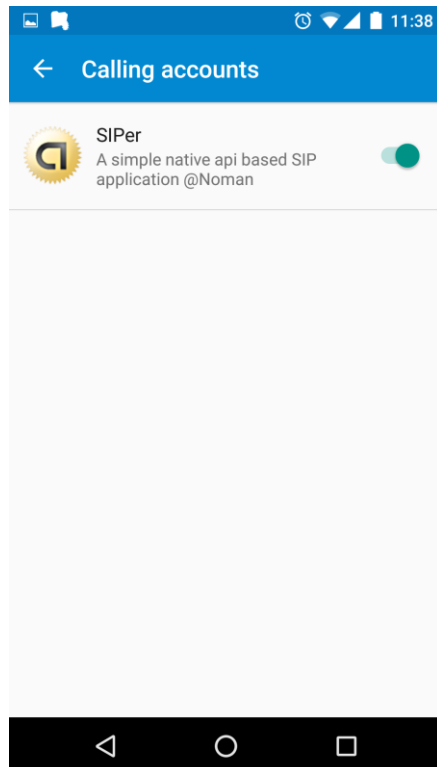 11:38
Calling accounts
SIPer
A simple native api based SIP
application @Noman